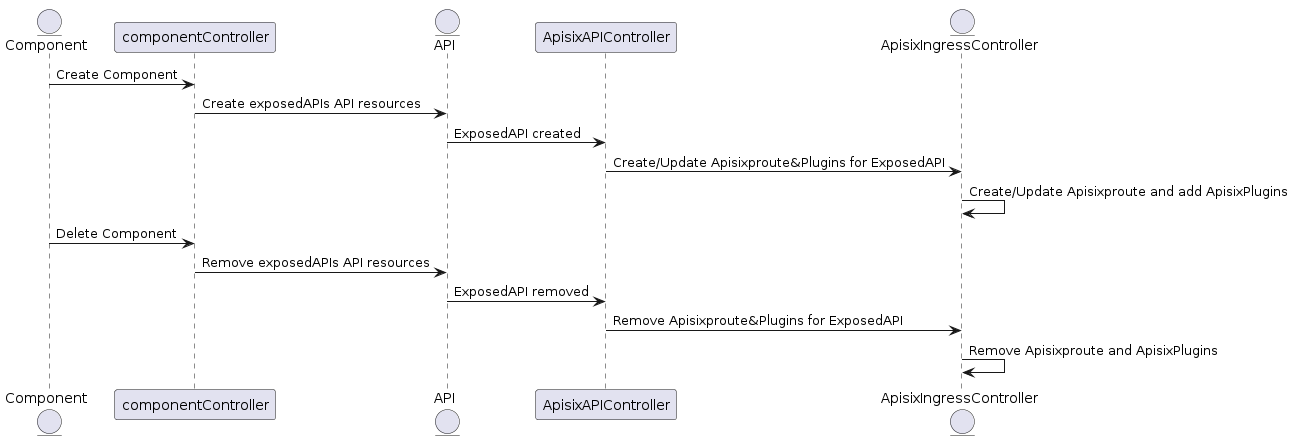 Component
componentController
API
ApisixAPIController
ApisixIngressController
Create Component
Create exposedAPIs API resources
ExposedAPI created
Create/Update Apisixproute&Plugins for ExposedAPI
Create/Update Apisixproute and add ApisixPlugins
Delete Component
Remove exposedAPIs API resources
ExposedAPI removed
Remove Apisixproute&Plugins for ExposedAPI
Remove Apisixproute and ApisixPlugins
Component
componentController
API
ApisixAPIController
ApisixIngressController